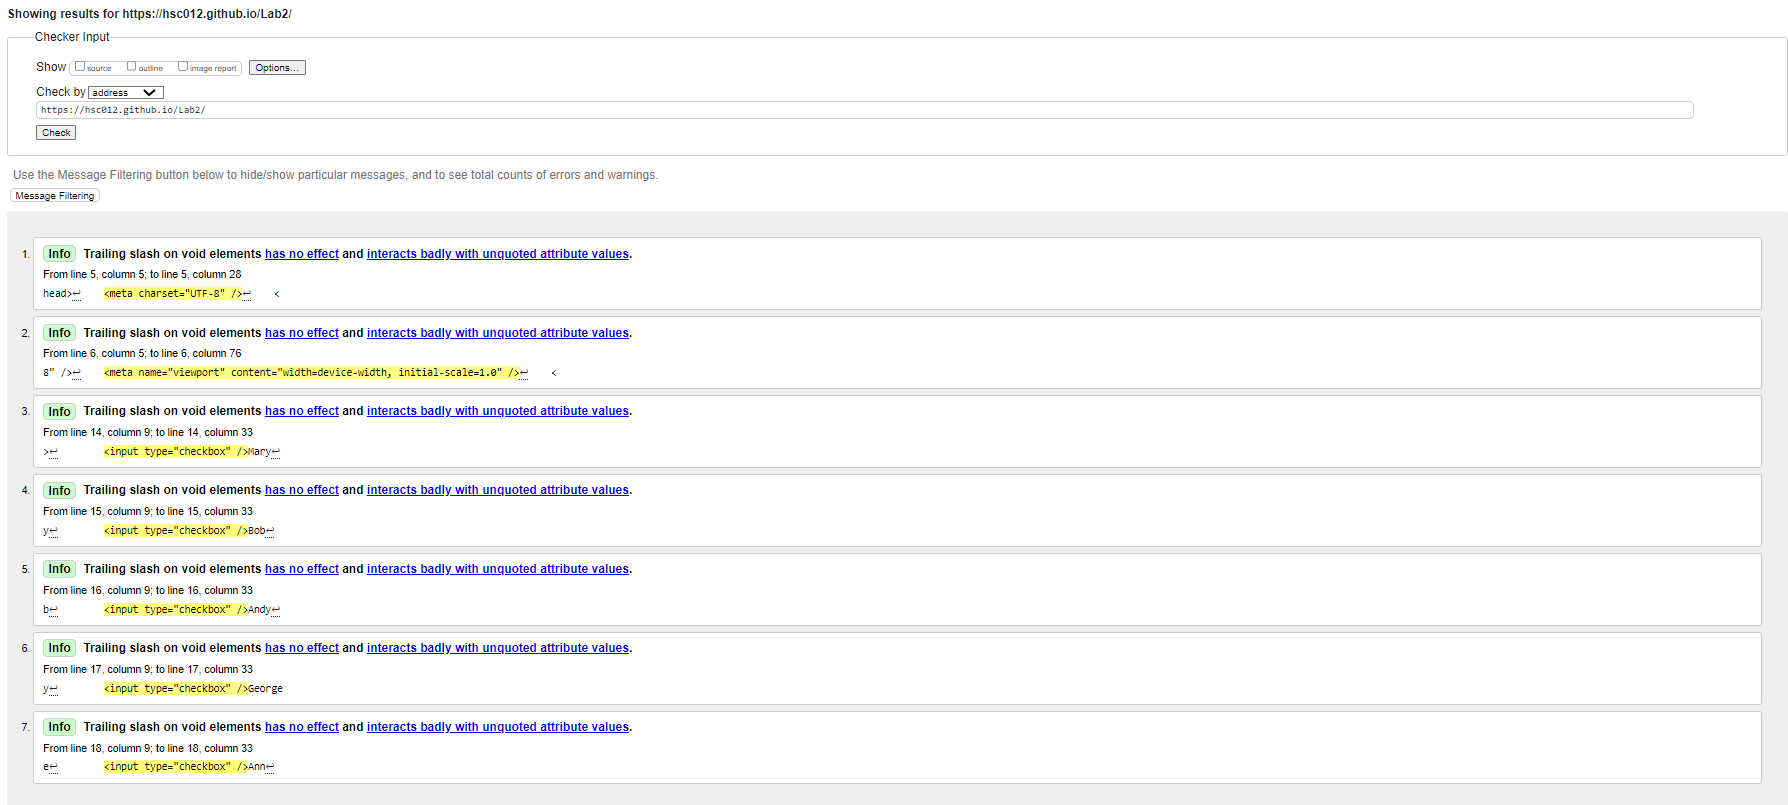 Showing results for https://hsc012.github.io/Lab2/
Checker Input
Show source outline image report Options...
Check by address
https://hsc012.github.io/Lab2/
Check
Use the Message Filtering button below to hide/show particular messages, and to see total counts of errors and warnings.
Message Filtering
1. Info Trailing slash on void elements has no effect and interacts badly with unquoted attribute values.
From line 5, column 5; to line 5, column 28
head>↩ <meta charset="UTF-8" />↩ <
2. Info Trailing slash on void elements has no effect and interacts badly with unquoted attribute values.
From line 6, column 5; to line 6, column 76
8" />↩ <meta name="viewport" content="width=device-width, initial-scale=1.0" />↩ <
3. Info Trailing slash on void elements has no effect and interacts badly with unquoted attribute values.
From line 14, column 9; to line 14, column 33
>↩ <input type="checkbox" />Mary↩
4. Info Trailing slash on void elements has no effect and interacts badly with unquoted attribute values.
From line 15, column 9; to line 15, column 33
y↩ <input type="checkbox" />Bob↩
5. Info Trailing slash on void elements has no effect and interacts badly with unquoted attribute values.
From line 16, column 9; to line 16, column 33
b↩ <input type="checkbox" />Andy↩
6. Info Trailing slash on void elements has no effect and interacts badly with unquoted attribute values.
From line 17, column 9; to line 17, column 33
y↩ <input type="checkbox" />George
7. Info Trailing slash on void elements has no effect and interacts badly with unquoted attribute values.
From line 18, column 9; to line 18, column 33
e↩ <input type="checkbox" />Ann↩